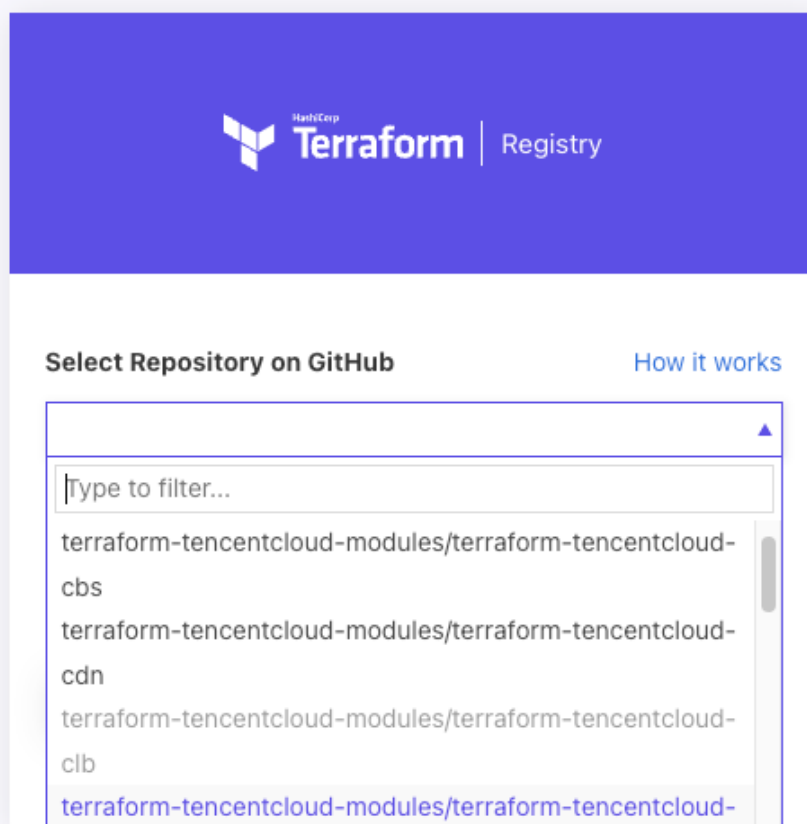 HashiCorp
Terraform
Registry
Select Repository on GitHub
How it works
Type to filter...
terraform-tencentcloud-modules/terraform-tencentcloud-
cbs
terraform-tencentcloud-modules/terraform-tencentcloud-
cdn
terraform-tencentcloud-modules/terraform-tencentcloud-
clb
terraform-tencentcloud-modules/terraform-tencentcloud-